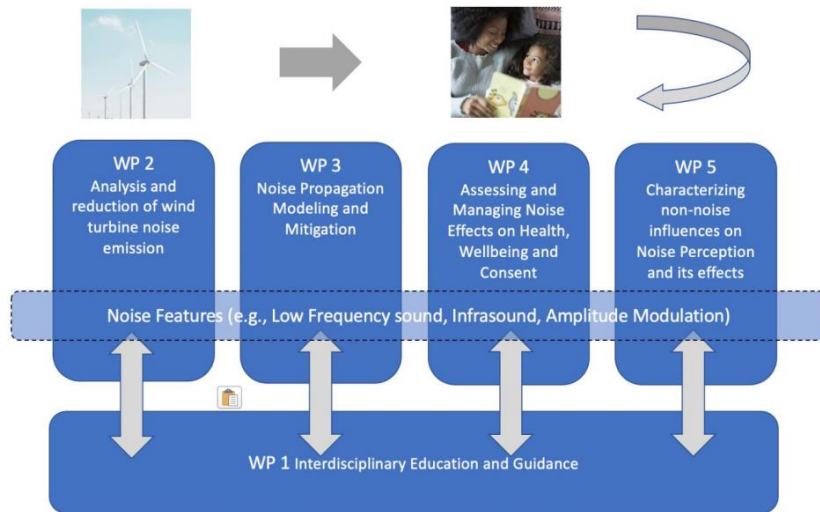 WP 2
Analysis and
reduction of wind
turbine noise
emission
WP 3
Noise Propagation
Modeling and
Mitigation
WP 4
Assessing and
Managing Noise
Effects on Health,
Wellbeing and
Consent
WP 5
Characterizing
non-noise
influences on
Noise Perception
and its effects
Noise Features (e.g., Low Frequency sound, Infrasound, Amplitude Modulation)
WP 1 Interdisciplinary Education and Guidance